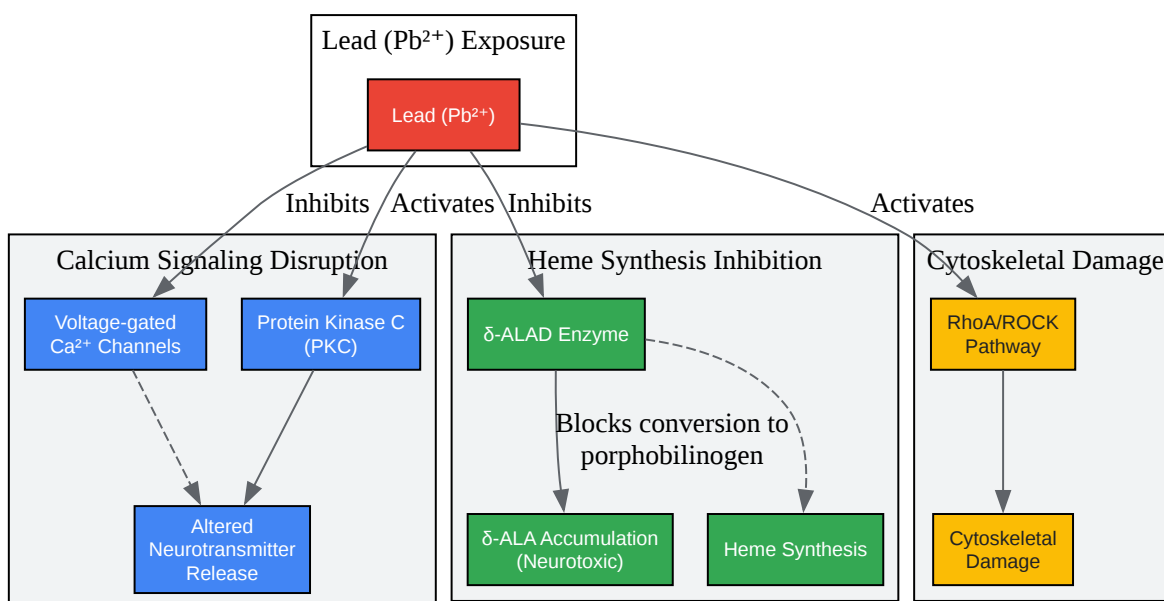 Lead (Pb²⁺) Exposure
Lead (Pb²⁺)
Inhibits
Activates
Inhibits
Activates
Calcium Signaling Disruption
Heme Synthesis Inhibition
Cytoskeletal Damage
Voltage-gated
Ca²⁺ Channels
Protein Kinase C
(PKC)
δ-ALAD Enzyme
RhoA/ROCK
Pathway
Blocks conversion to
porphobilinogen
Altered
Neurotransmitter
Release
δ-ALA Accumulation
(Neurotoxic)
Heme Synthesis
Cytoskeletal
Damage